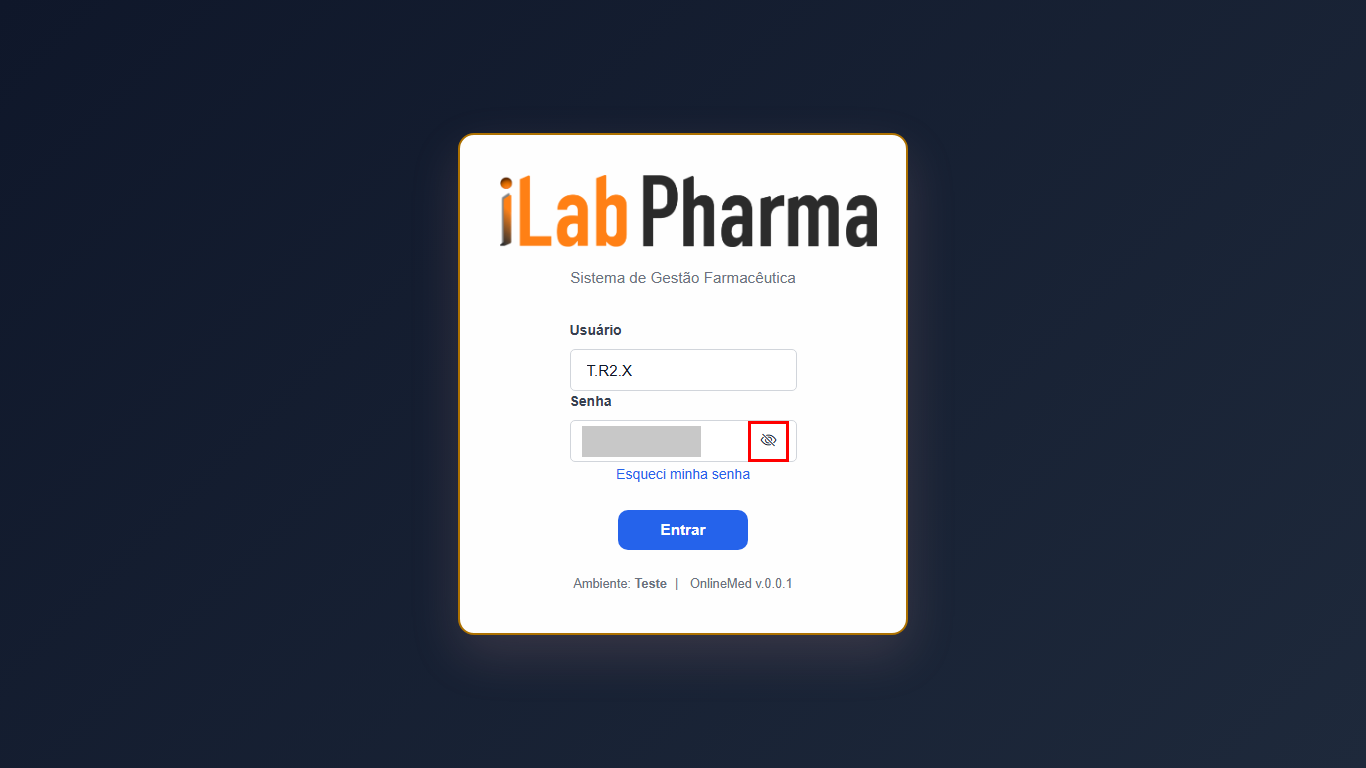 iLab Pharma
Sistema de Gestão Farmacêutica
Usuário
T.R2.X
Senha
Esqueci minha senha
Entrar
Ambiente: Teste | OnlineMed v.0.0.1